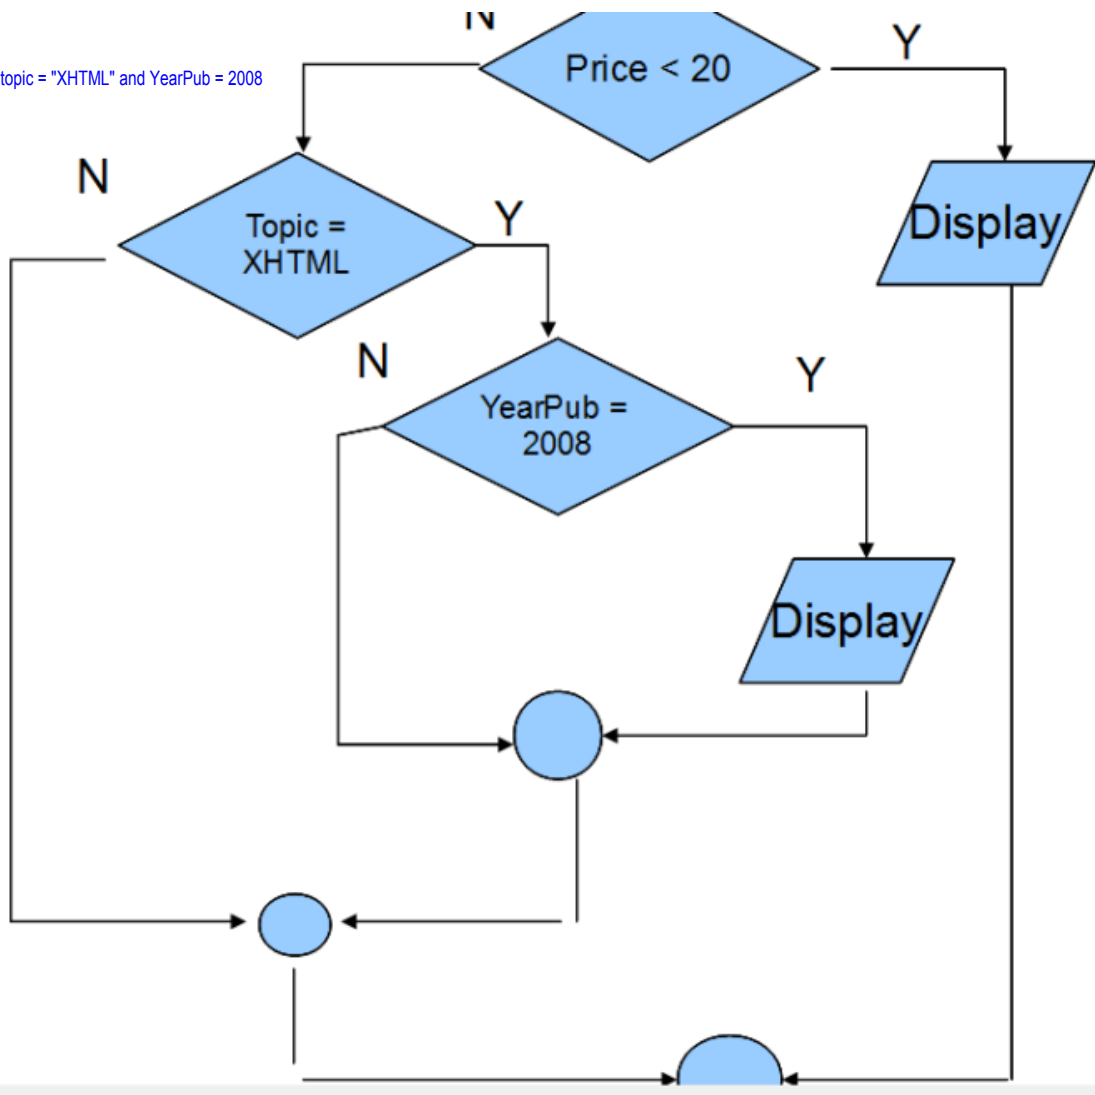 N
Y
Price < 20
topic = "XHTML" and YearPub = 2008
N
Y
Topic =
XHTML
Display
N
Y
YearPub =
2008
Display